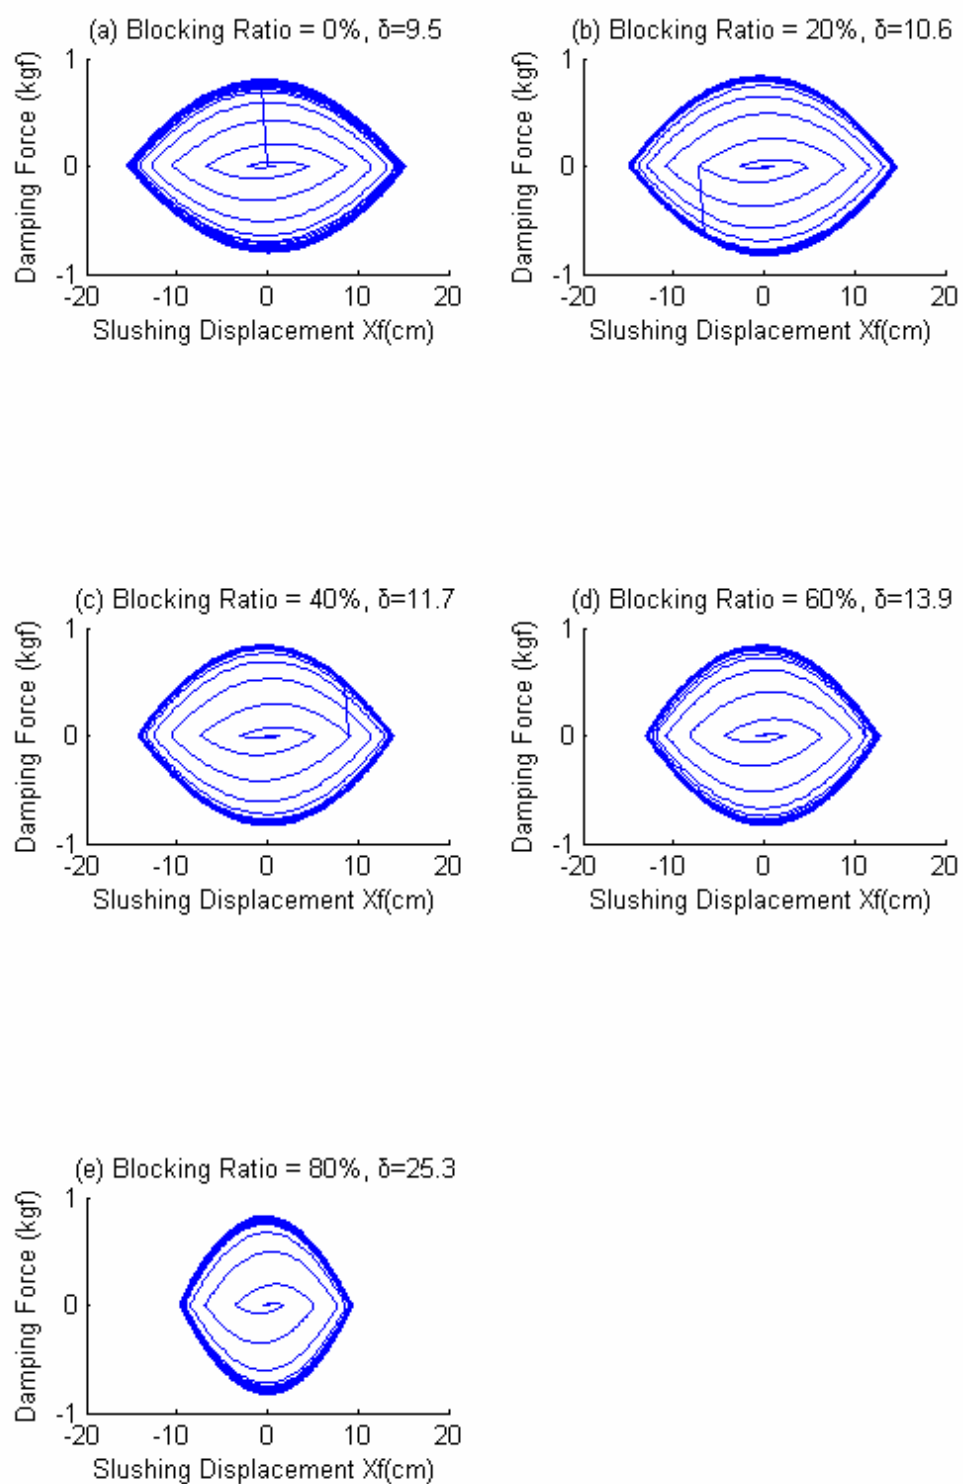 (a) Blocking Ratio = 0%, δ=9.5
(b) Blocking Ratio = 20%, δ=10.6
Damping Force (kgf)
1
0
-1
-20 -10 0 10 20
Slushing Displacement Xf(cm)
Damping Force (kgf)
1
0
-1
-20 -10 0 10 20
Slushing Displacement Xf(cm)
(c) Blocking Ratio = 40%, δ=11.7
(d) Blocking Ratio = 60%, δ=13.9
Damping Force (kgf)
1
0
-1
-20 -10 0 10 20
Slushing Displacement Xf(cm)
Damping Force (kgf)
1
0
-1
-20 -10 0 10 20
Slushing Displacement Xf(cm)
(e) Blocking Ratio = 80%, δ=25.3
Damping Force (kgf)
1
0
-1
-20 -10 0 10 20
Slushing Displacement Xf(cm)